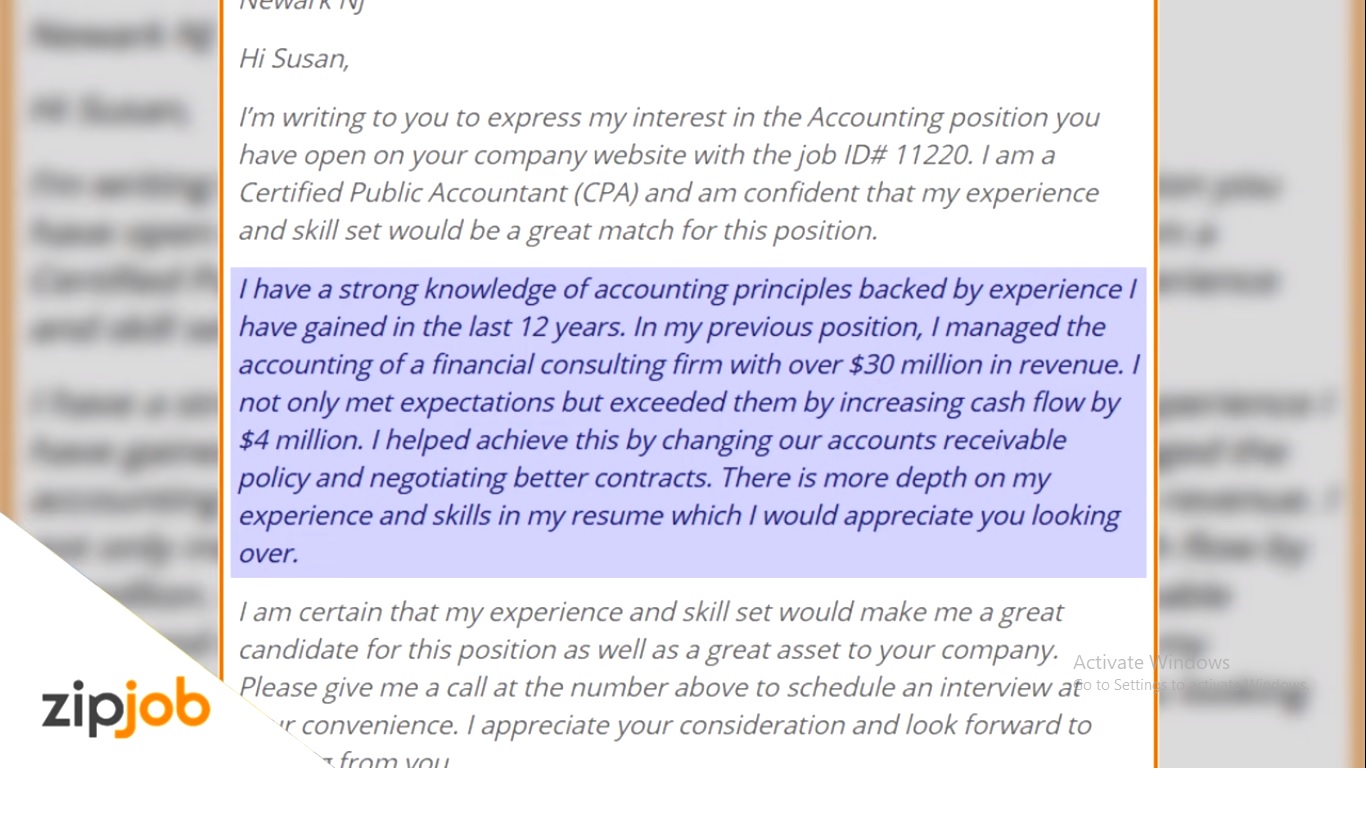 Newark NJ
Hi Susan,
I'm writing to you to express my interest in the Accounting position you
have open on your company website with the job ID# 11220. I am a
Certified Public Accountant (CPA) and am confident that my experience
and skill set would be a great match for this position.
I have a strong knowledge of accounting principles backed by experience I
have gained in the last 12 years. In my previous position, I managed the
accounting of a financial consulting firm with over $30 million in revenue. I
not only met expectations but exceeded them by increasing cash flow by
$4 million. I helped achieve this by changing our accounts receivable
policy and negotiating better contracts. There is more depth on my
experience and skills in my resume which I would appreciate you looking
over.
I am certain that my experience and skill set would make me a great
candidate for this position as well as a great asset to your company.
Please give me a call at the number above to schedule an interview at
convenience. I appreciate your consideration and look forward to
from you
Activate Windows
Go to Settings to activate Windows.
zipjob